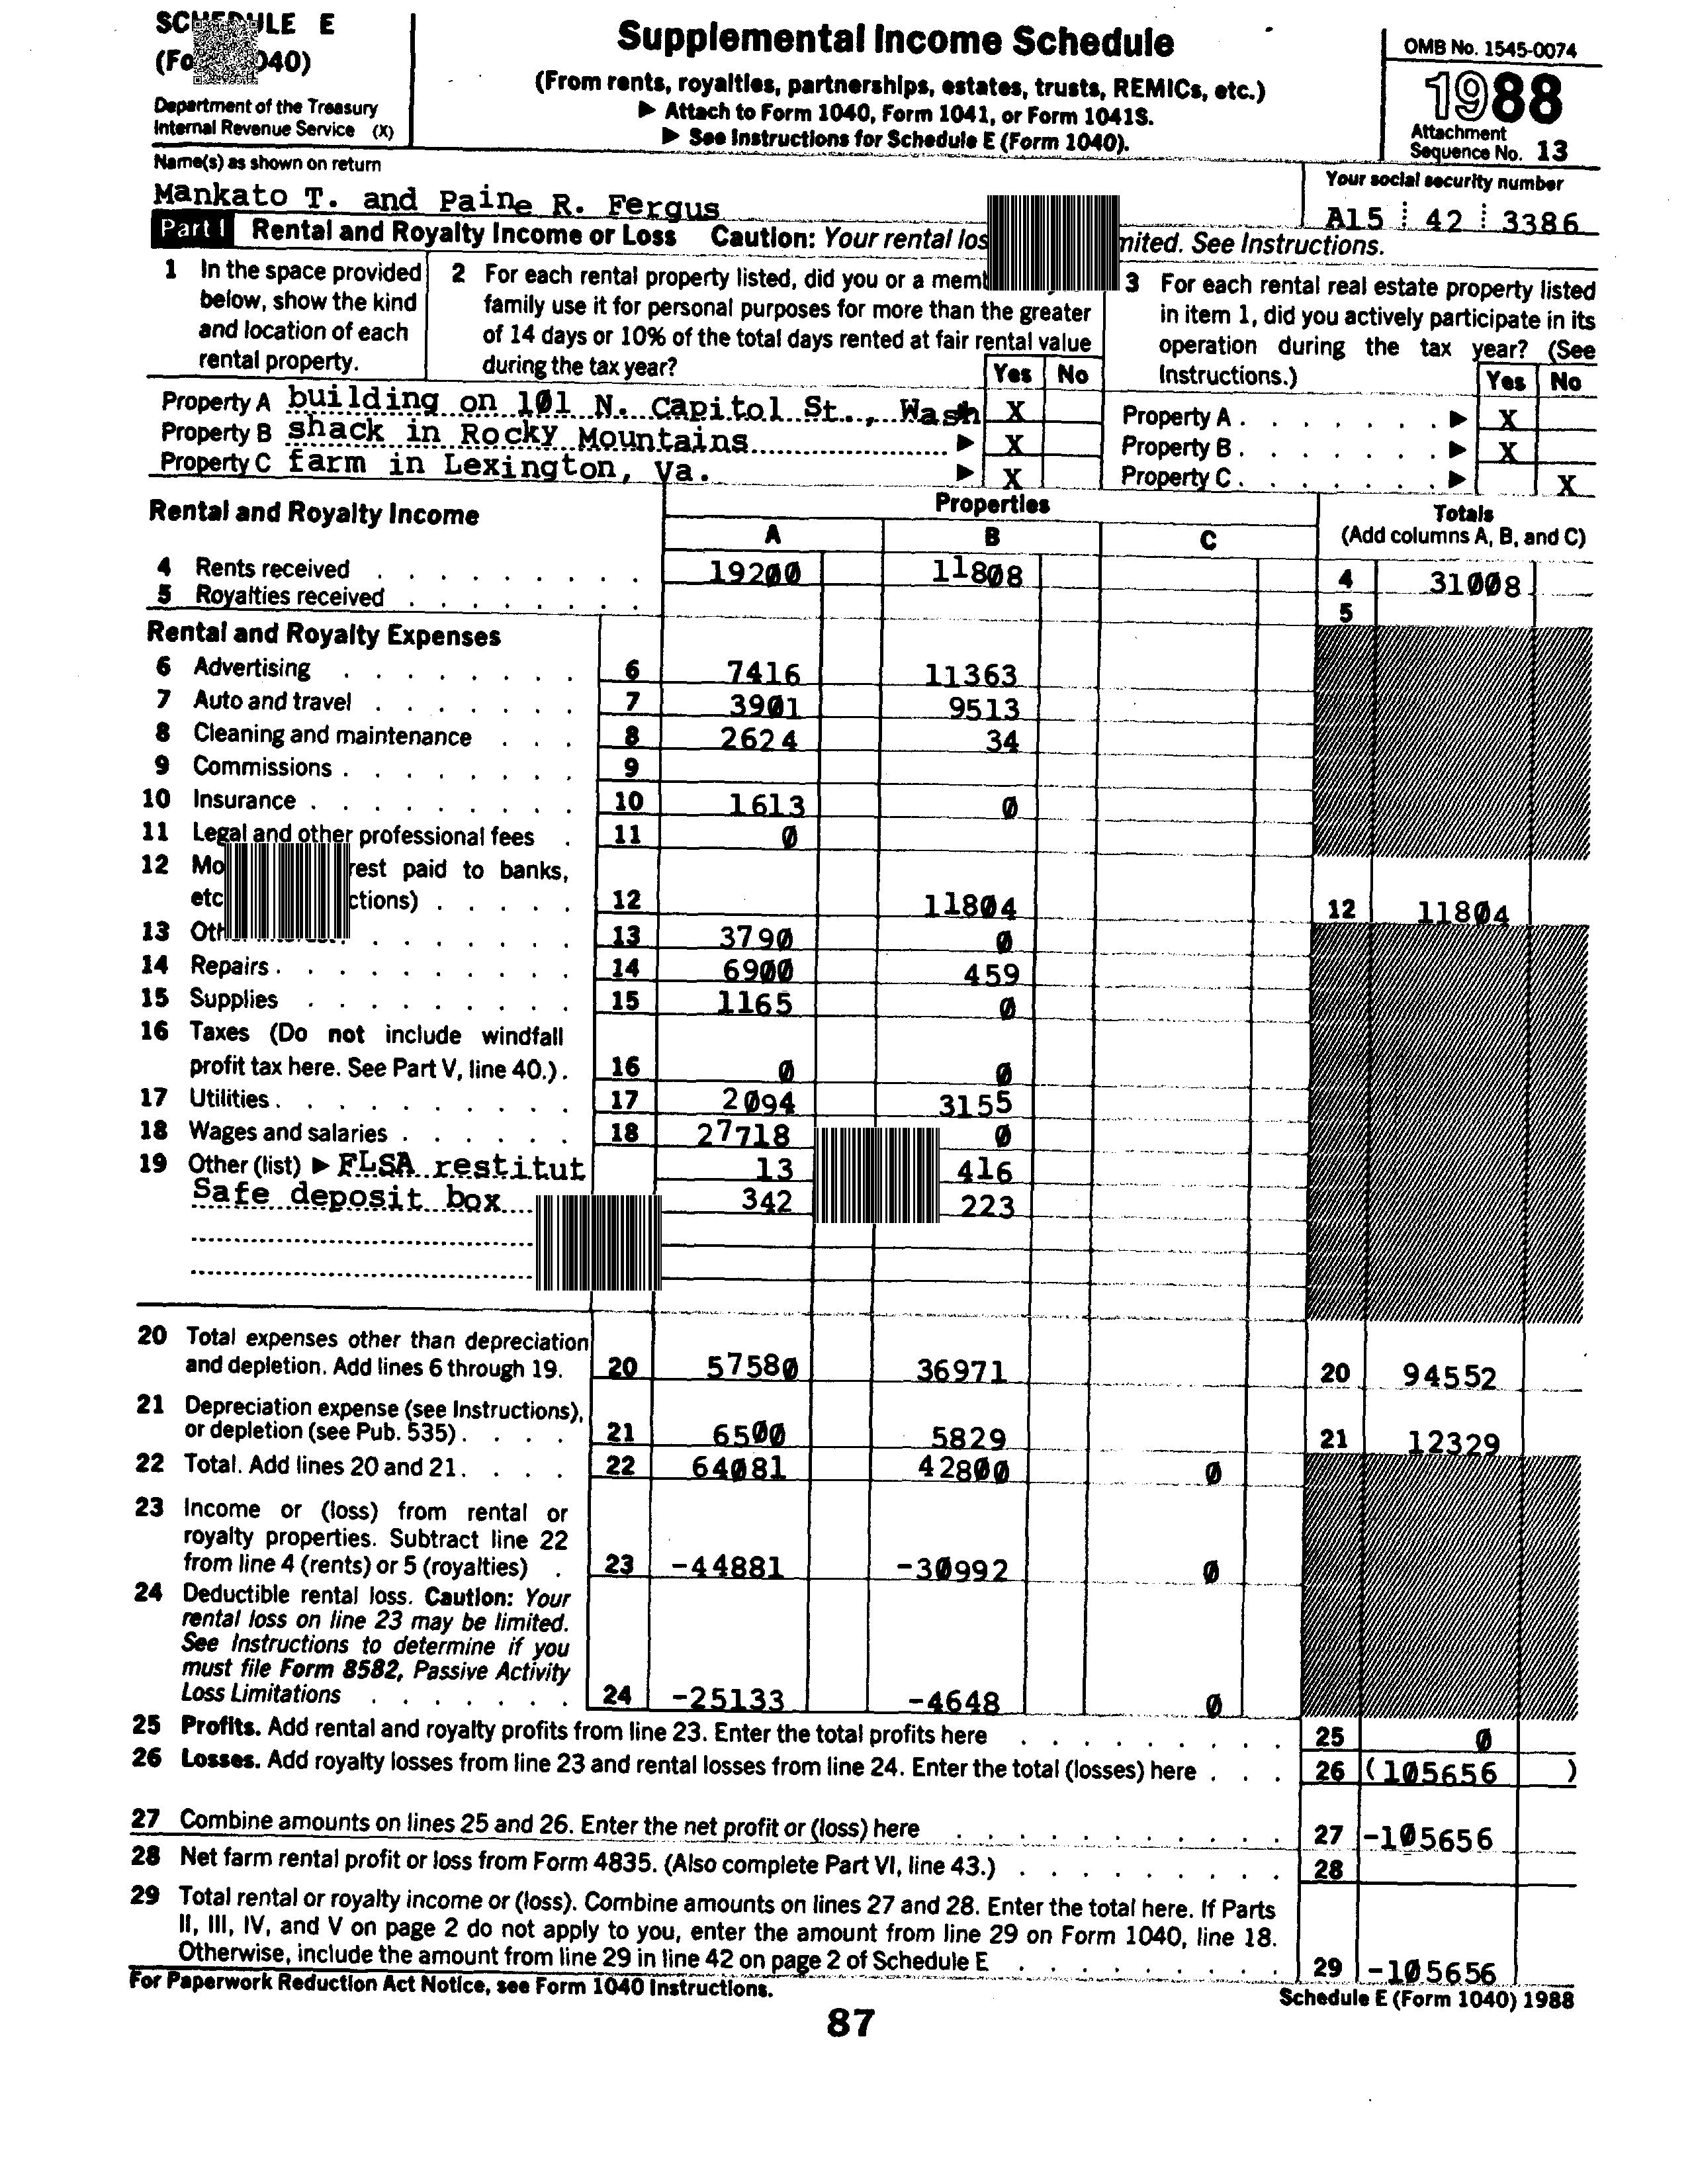 SCHEDULE E
(Fo 040)
Department of the Treasury
Internal Revenue Service (X)
Supplemental Income Schedule
(From rents, royalties, partnerships, estates, trusts, REMICs, etc.)
▶ Attach to Form 1040, Form 1041, or Form 1041S.
▶ See Instructions for Schedule E (Form 1040).
OMB No. 1545-0074
1988
Attachment
Sequence No. 13
Name(s) as shown on return
Mankato T. and Paine R. Fergus
Your social security number
A15 42 3386
Part I Rental and Royalty Income or Loss Caution: Your rental los mited. See Instructions.
1 In the space provided
below, show the kind
and location of each
rental property.
2 For each rental property listed, did you or a memb
family use it for personal purposes for more than the greater
of 14 days or 10% of the total days rented at fair rental value
during the tax year?
Yes No
3 For each rental real estate property listed
in item 1, did you actively participate in its
operation during the tax year? (See
Instructions.)
Yes No
Property A building on 101 N. Capitol St., Wash X
Property B shack in Rocky Mountains ▶ X
Property C farm in Lexington, Va. ▶ X
Property A ▶ X
Property B ▶ X
Property C ▶ X
Rental and Royalty Income
Properties
A B C
Totals
(Add columns A, B, and C)
4 Rents received 19200 11808 4 31008
5 Royalties received 5
Rental and Royalty Expenses
6 Advertising 6 7416 11363
7 Auto and travel 7 3901 9513
8 Cleaning and maintenance 8 2624 34
9 Commissions 9
10 Insurance 10 1613 0
11 Legal and other professional fees 11 0
12 Mo rest paid to banks,
etc ctions) 12 11804 12 11804
13 Oth 13 3790 0
14 Repairs 14 6900 459
15 Supplies 15 1165 0
16 Taxes (Do not include windfall
profit tax here. See Part V, line 40.) 16 0 0
17 Utilities 17 2094 3155
18 Wages and salaries 18 27718 0
19 Other (list) ▶ FLSA restitut 13 416
Safe deposit box 342 223
20 Total expenses other than depreciation
and depletion. Add lines 6 through 19. 20 57580 36971 20 94552
21 Depreciation expense (see Instructions),
or depletion (see Pub. 535) 21 6500 5829 21 12329
22 Total. Add lines 20 and 21 22 64081 42800 0
23 Income or (loss) from rental or
royalty properties. Subtract line 22
from line 4 (rents) or 5 (royalties) 23 -44881 -30992 0
24 Deductible rental loss. Caution: Your
rental loss on line 23 may be limited.
See Instructions to determine if you
must file Form 8582, Passive Activity
Loss Limitations 24 -25133 -4648 0
25 Profits. Add rental and royalty profits from line 23. Enter the total profits here 25 0
26 Losses. Add royalty losses from line 23 and rental losses from line 24. Enter the total (losses) here 26 (105656 )
27 Combine amounts on lines 25 and 26. Enter the net profit or (loss) here 27 -105656
28 Net farm rental profit or loss from Form 4835. (Also complete Part VI, line 43.) 28
29 Total rental or royalty income or (loss). Combine amounts on lines 27 and 28. Enter the total here. If Parts
II, III, IV, and V on page 2 do not apply to you, enter the amount from line 29 on Form 1040, line 18.
Otherwise, include the amount from line 29 in line 42 on page 2 of Schedule E 29 -105656
For Paperwork Reduction Act Notice, see Form 1040 Instructions.
Schedule E (Form 1040) 1988
87